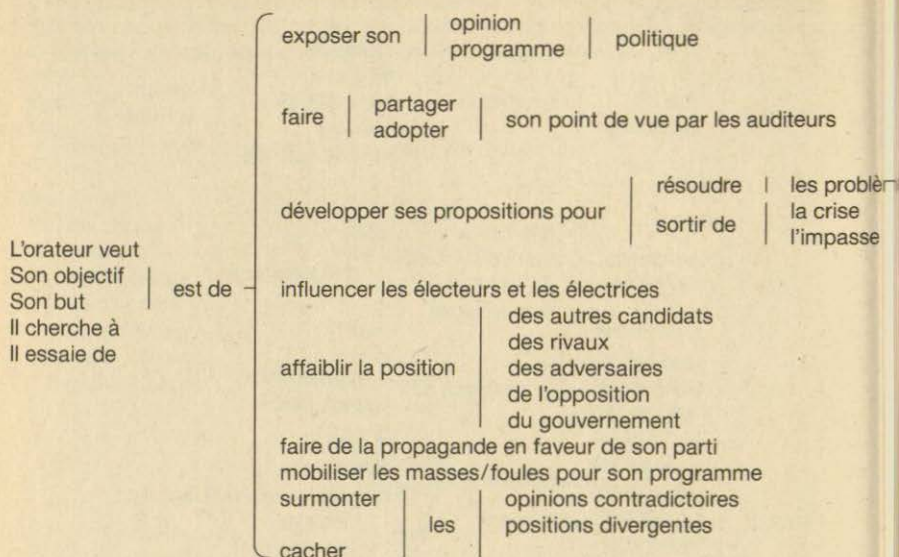 exposer son opinion politique
programme
faire partager son point de vue par les auditeurs
adopter
développer ses propositions pour résoudre les
sortir de la crise
l'impasse
L'orateur veut
Son objectif est de
Son but
Il cherche à
Il essaie de
influencer les électeurs et les électrices
affaiblir la position des autres candidats
des rivaux
des adversaires
de l'opposition
du gouvernement
faire de la propagande en faveur de son parti
mobiliser les masses/foules pour son programme
surmonter les opinions contradictoires
positions divergentes
cacher